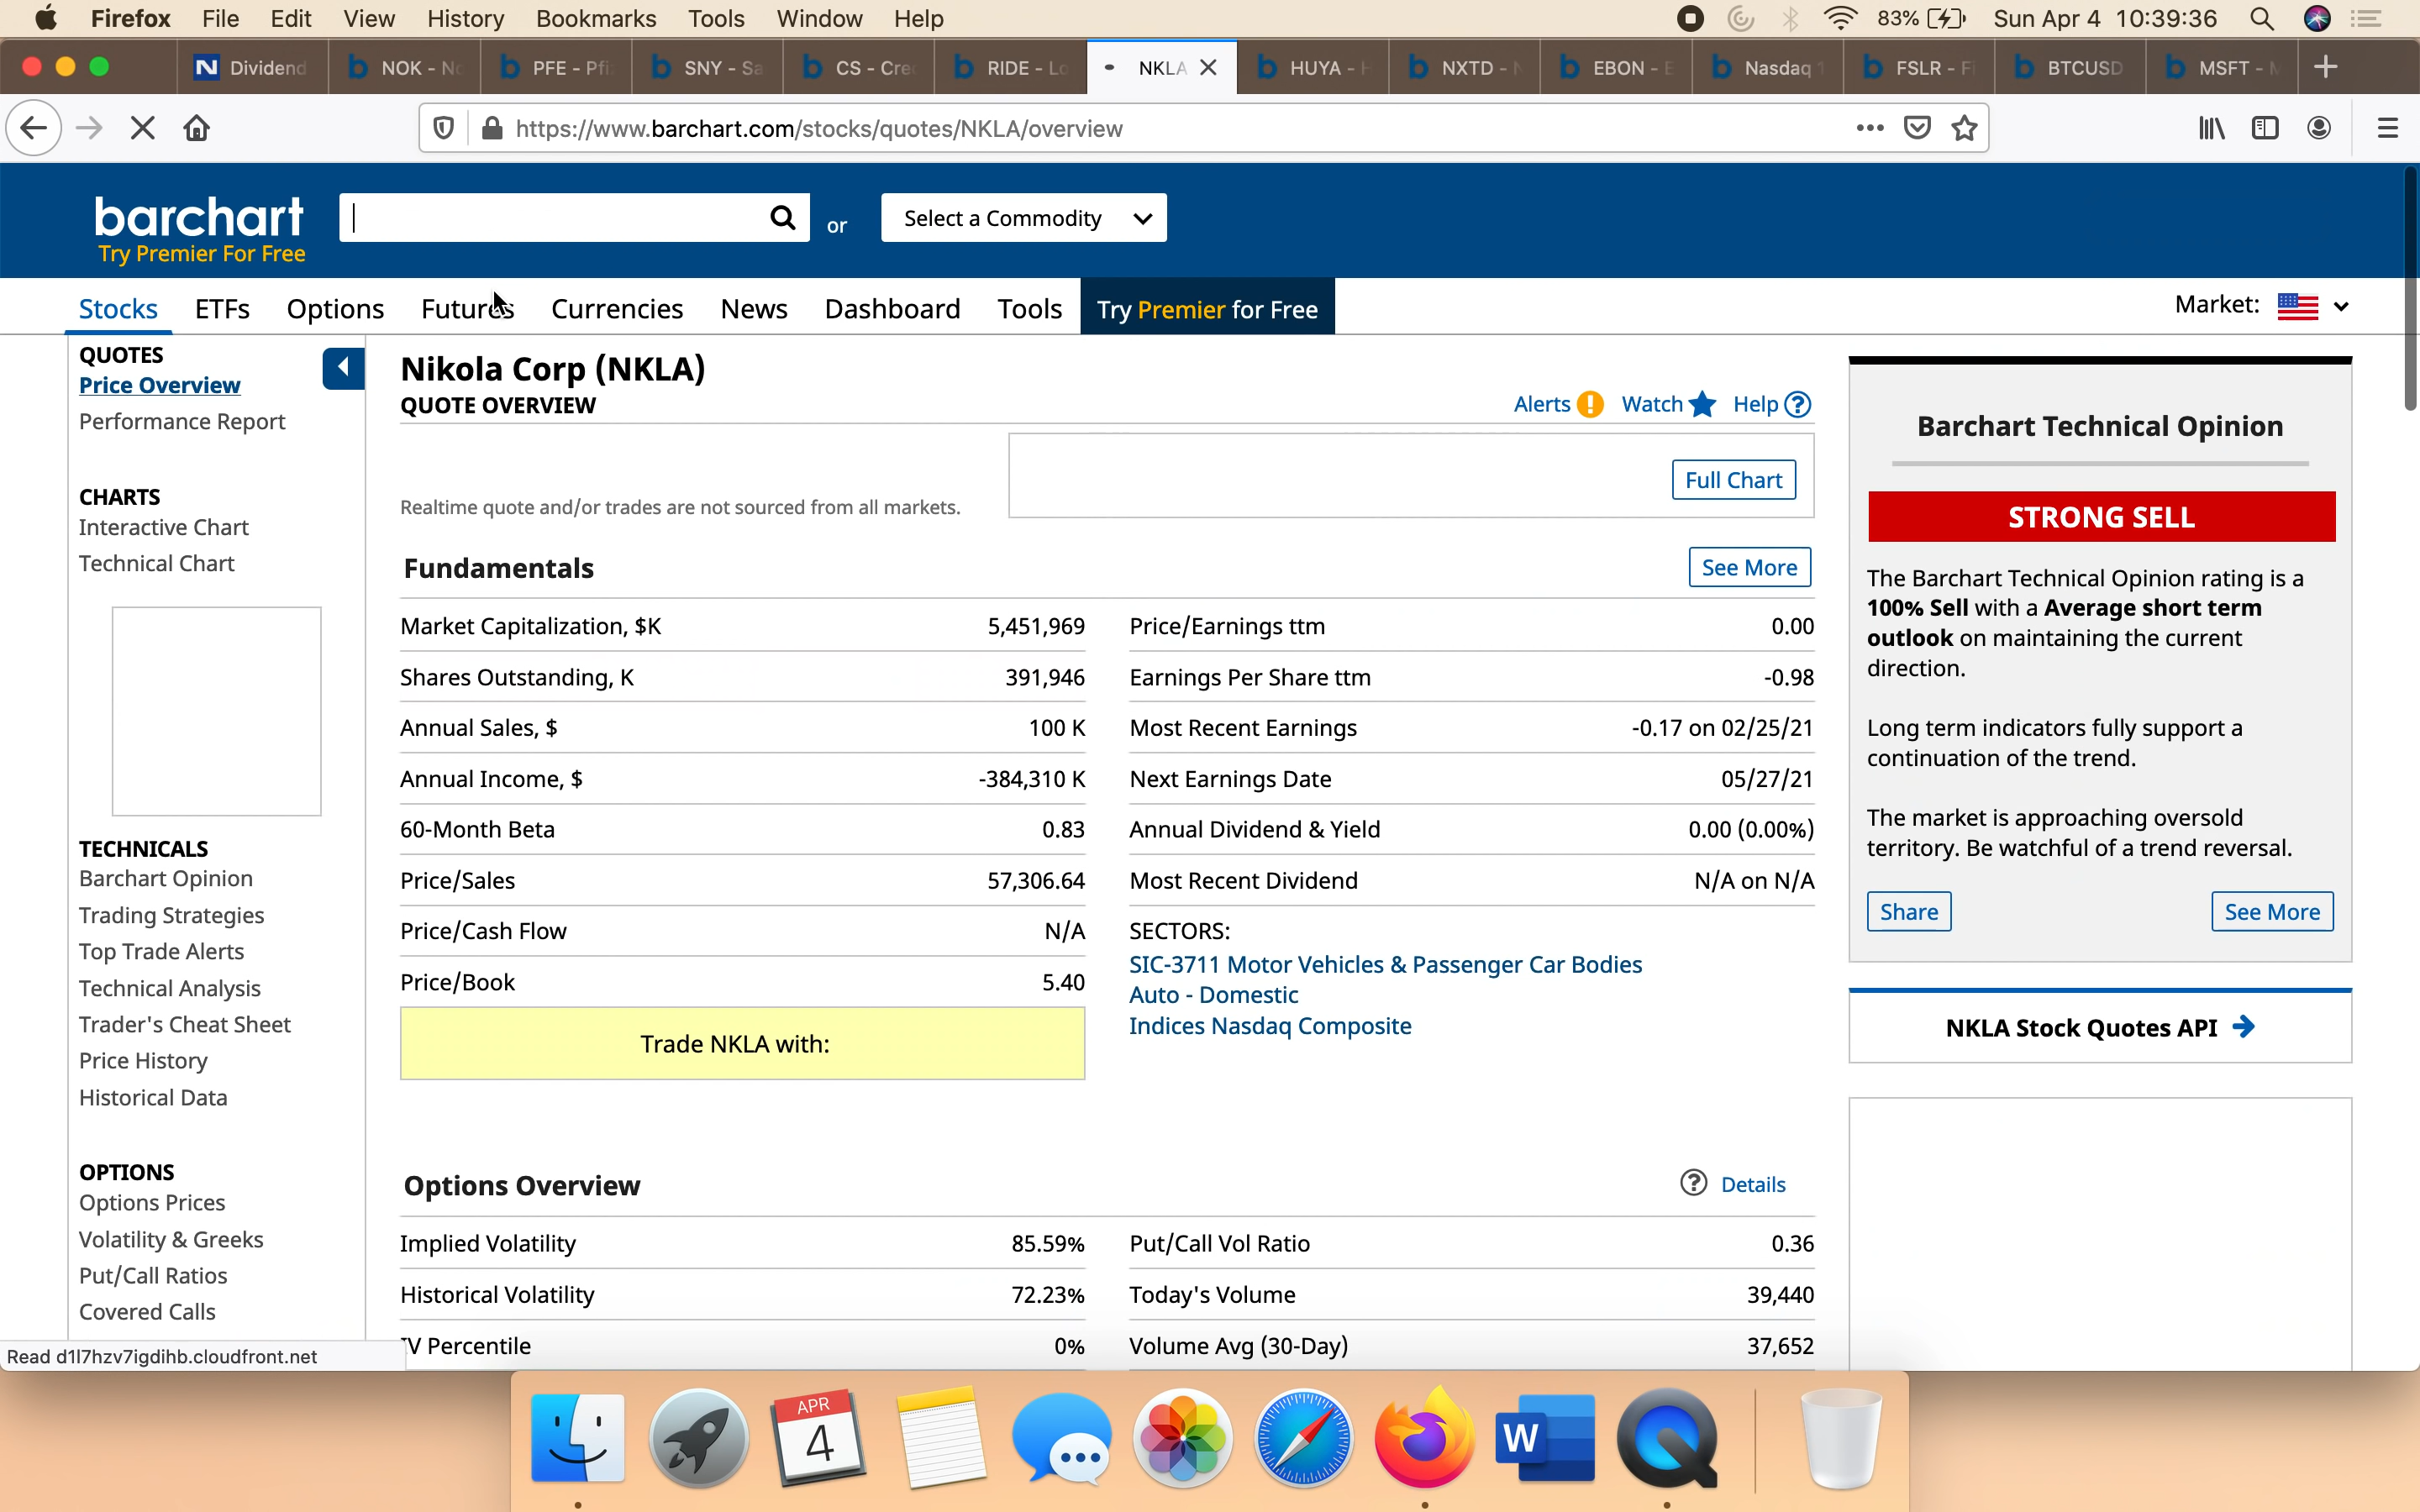 Firefox File Edit View History Bookmarks Tools Window Help 83% Sun Apr 4 10:39:36
N Dividend b NOK - b PFE - b SNY - b CS - b RIDE - NKLA b HUYA - b NXTD - b EBON - b Nasdaq b FSLR - b BTCUSD b MSFT -
https://www.barchart.com/stocks/quotes/NKLA/overview
barchart
Try Premier For Free
or Select a Commodity
Stocks ETFs Options Futures Currencies News Dashboard Tools Try Premier for Free Market:
QUOTES
Price Overview
Performance Report
CHARTS
Interactive Chart
Technical Chart
TECHNICALS
Barchart Opinion
Trading Strategies
Top Trade Alerts
Technical Analysis
Trader's Cheat Sheet
Price History
Historical Data
OPTIONS
Options Prices
Volatility & Greeks
Put/Call Ratios
Covered Calls
Read d1l7hzv7igdihb.cloudfront.net
Nikola Corp (NKLA)
QUOTE OVERVIEW
Alerts ! Watch Help ?
Realtime quote and/or trades are not sourced from all markets.
Full Chart
Fundamentals See More
Market Capitalization, $K 5,451,969 Price/Earnings ttm 0.00
Shares Outstanding, K 391,946 Earnings Per Share ttm -0.98
Annual Sales, $ 100 K Most Recent Earnings -0.17 on 02/25/21
Annual Income, $ -384,310 K Next Earnings Date 05/27/21
60-Month Beta 0.83 Annual Dividend & Yield 0.00 (0.00%)
Price/Sales 57,306.64 Most Recent Dividend N/A on N/A
Price/Cash Flow N/A SECTORS:
SIC-3711 Motor Vehicles & Passenger Car Bodies
Price/Book 5.40 Auto - Domestic
Indices Nasdaq Composite
Trade NKLA with:
Options Overview ? Details
Implied Volatility 85.59% Put/Call Vol Ratio 0.36
Historical Volatility 72.23% Today's Volume 39,440
IV Percentile 0% Volume Avg (30-Day) 37,652
Barchart Technical Opinion
STRONG SELL
The Barchart Technical Opinion rating is a
100% Sell with a Average short term
outlook on maintaining the current
direction.
Long term indicators fully support a
continuation of the trend.
The market is approaching oversold
territory. Be watchful of a trend reversal.
Share See More
NKLA Stock Quotes API
APR
4
W